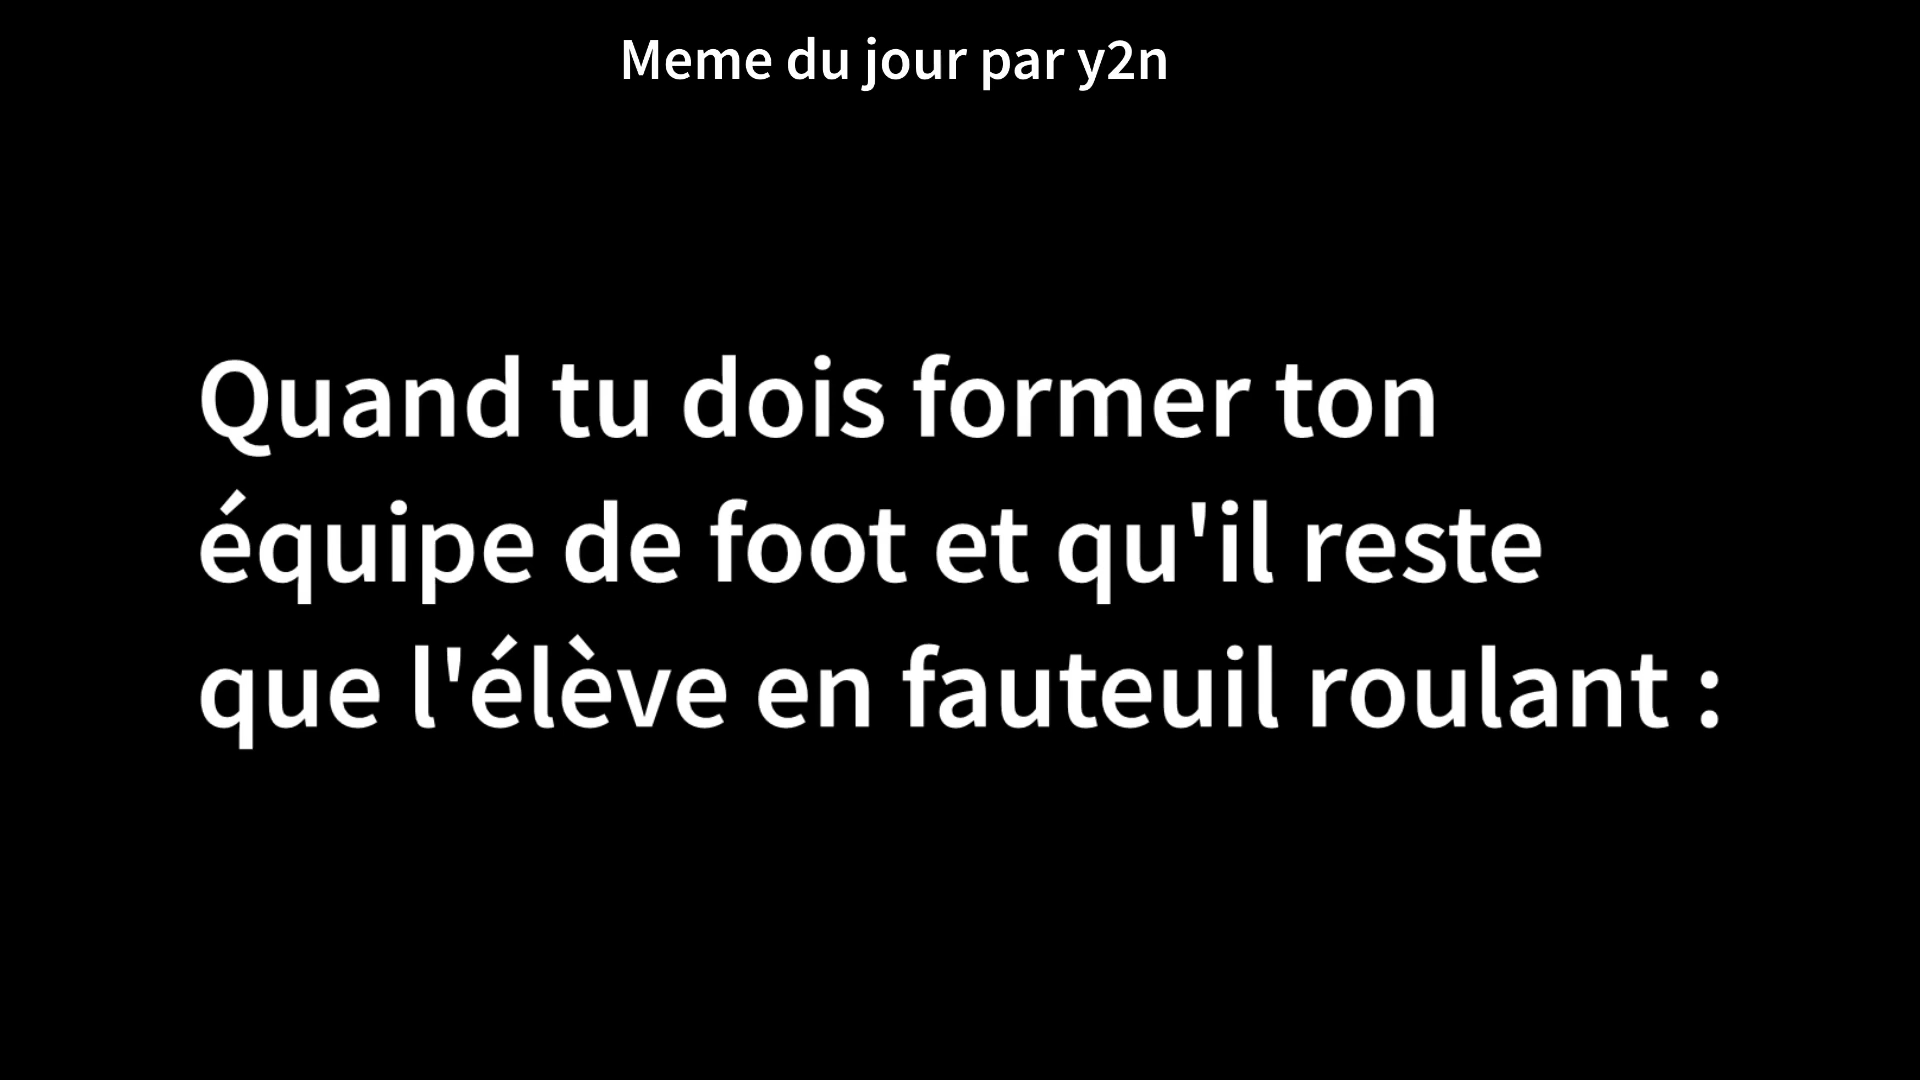 Meme du jour par y2n
Quand tu dois former ton
équipe de foot et qu'il reste
que l'élève en fauteuil roulant :